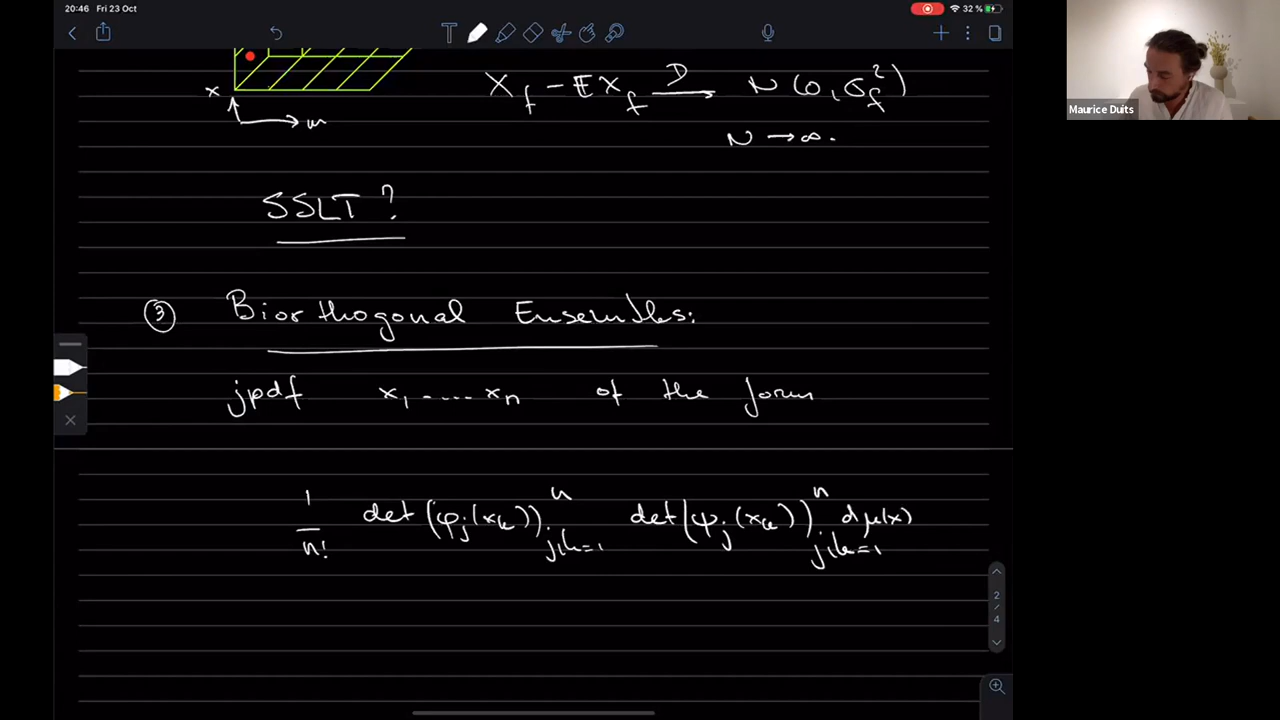 20:46 Fri 23 Oct
32 %
Maurice Duits
X_f - 𝔼X_f →^D N(0, σ_f^2)
N → ∞.
x
m
SSLT?
③ Biorthogonal Ensembles:
jpdf x_1 ..... x_n of the form
1/n! det(φ_j(x_k))_{j,k=1}^n det(ψ_j(x_k))_{j,k=1}^n dμ(x)
2
/
4